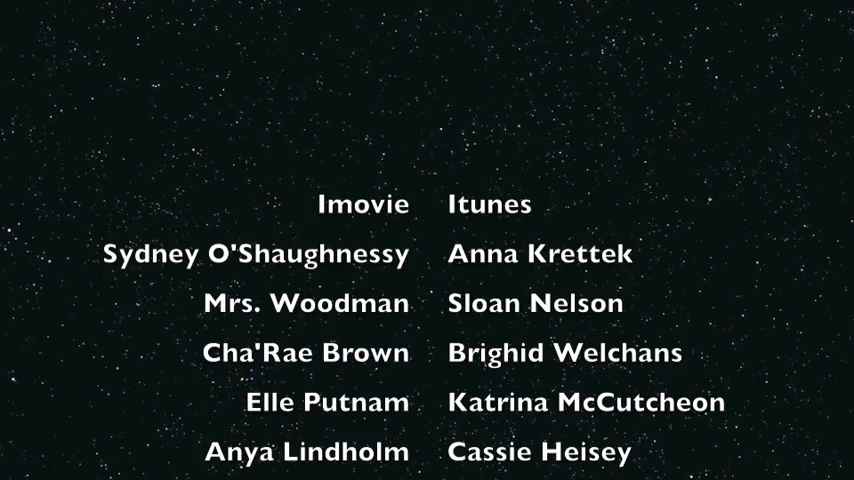 Imovie Itunes
Sydney O'Shaughnessy Anna Krettek
Mrs. Woodman Sloan Nelson
Cha'Rae Brown Brighid Welchans
Elle Putnam Katrina McCutcheon
Anya Lindholm Cassie Heisey